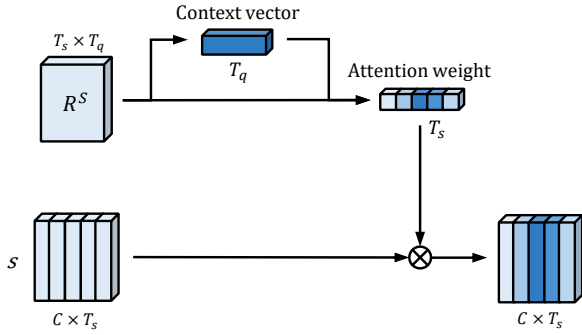 Context vector
T_s × T_q
T_q
R^S
Attention weight
T_s
s
C × T_s
C × T_s